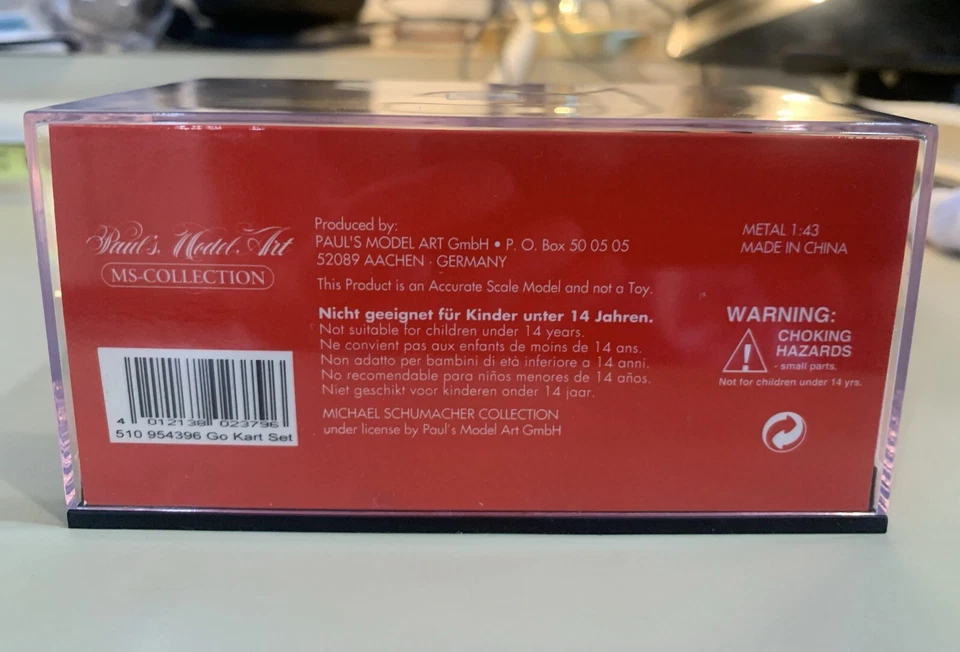 Paul's Model Art
MS-COLLECTION
4 012138 023796
510 954396 Go Kart Set
Produced by:
PAUL'S MODEL ART GmbH • P. O. Box 50 05 05
52089 AACHEN · GERMANY
This Product is an Accurate Scale Model and not a Toy.
Nicht geeignet für Kinder unter 14 Jahren.
Not suitable for children under 14 years.
Ne convient pas aux enfants de moins de 14 ans.
Non adatto per bambini di età inferiore a 14 anni.
No recomendable para niños menores de 14 años.
Niet geschikt voor kinderen onder 14 jaar.
MICHAEL SCHUMACHER COLLECTION
under license by Paul's Model Art GmbH
METAL 1:43
MADE IN CHINA
WARNING:
CHOKING
HAZARDS
- small parts.
Not for children under 14 yrs.